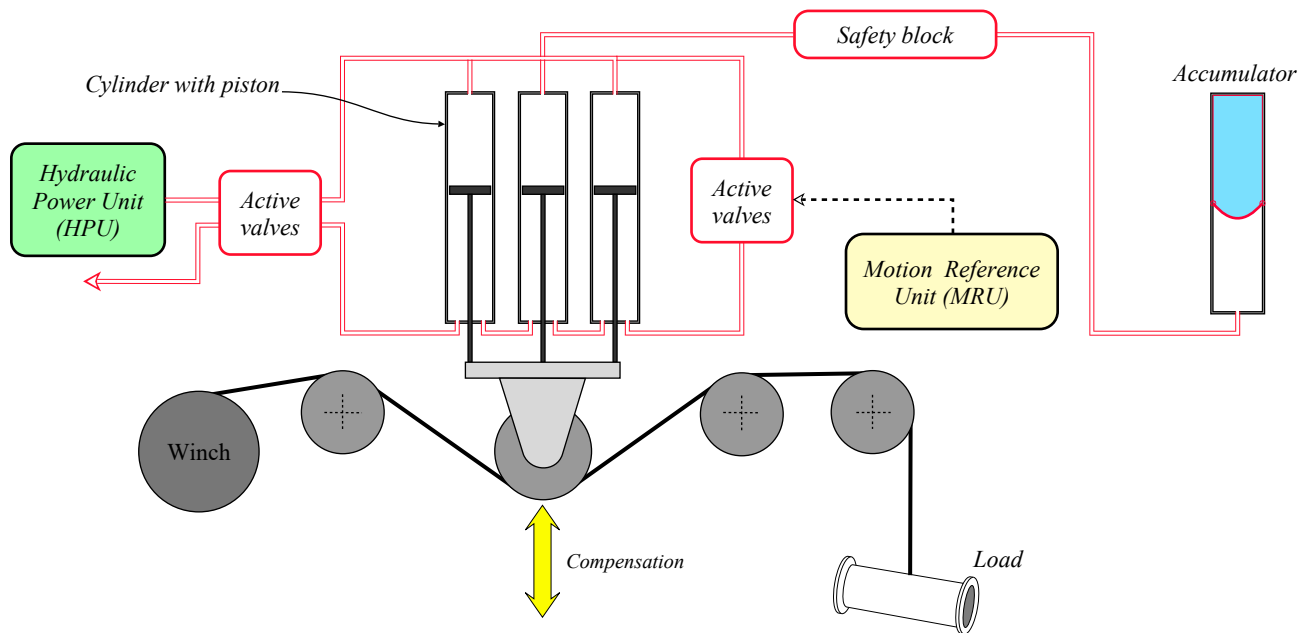 Safety block
Accumulator
Cylinder with piston
Hydraulic
Power Unit
(HPU)
Active
valves
Active
valves
Motion Reference
Unit (MRU)
Winch
Compensation
Load